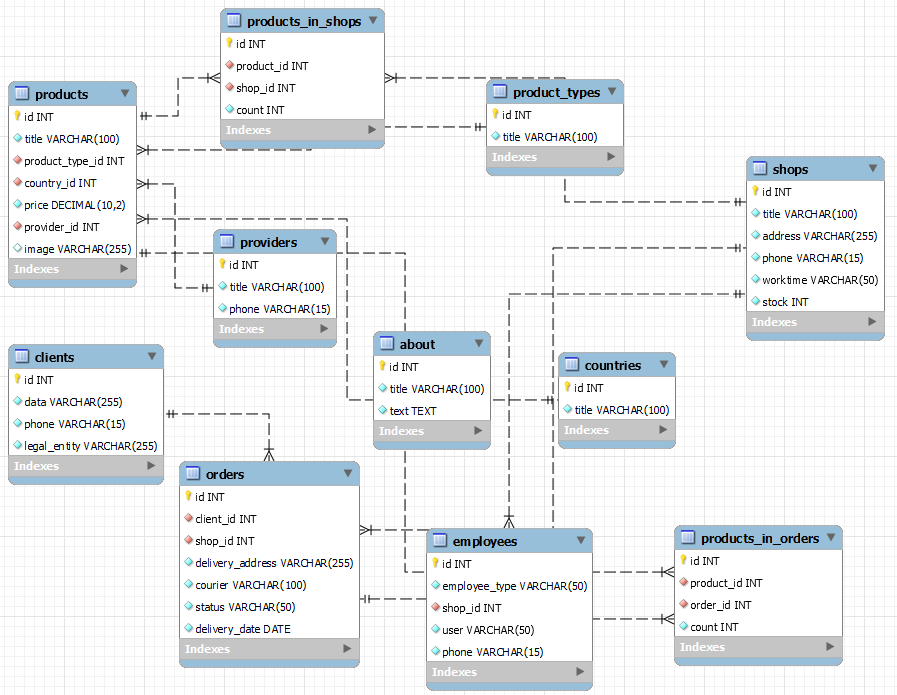 products_in_shops
id INT
product_id INT
shop_id INT
count INT
Indexes
products
id INT
title VARCHAR(100)
product_type_id INT
country_id INT
price DECIMAL(10,2)
provider_id INT
image VARCHAR(255)
Indexes
product_types
id INT
title VARCHAR(100)
Indexes
shops
id INT
title VARCHAR(100)
address VARCHAR(255)
phone VARCHAR(15)
worktime VARCHAR(50)
stock INT
Indexes
providers
id INT
title VARCHAR(100)
phone VARCHAR(15)
Indexes
about
id INT
title VARCHAR(100)
text TEXT
Indexes
countries
id INT
title VARCHAR(100)
Indexes
clients
id INT
data VARCHAR(255)
phone VARCHAR(15)
legal_entity VARCHAR(255)
Indexes
orders
id INT
client_id INT
shop_id INT
delivery_address VARCHAR(255)
courier VARCHAR(100)
status VARCHAR(50)
delivery_date DATE
Indexes
employees
id INT
employee_type VARCHAR(50)
shop_id INT
user VARCHAR(50)
phone VARCHAR(15)
Indexes
products_in_orders
id INT
product_id INT
order_id INT
count INT
Indexes